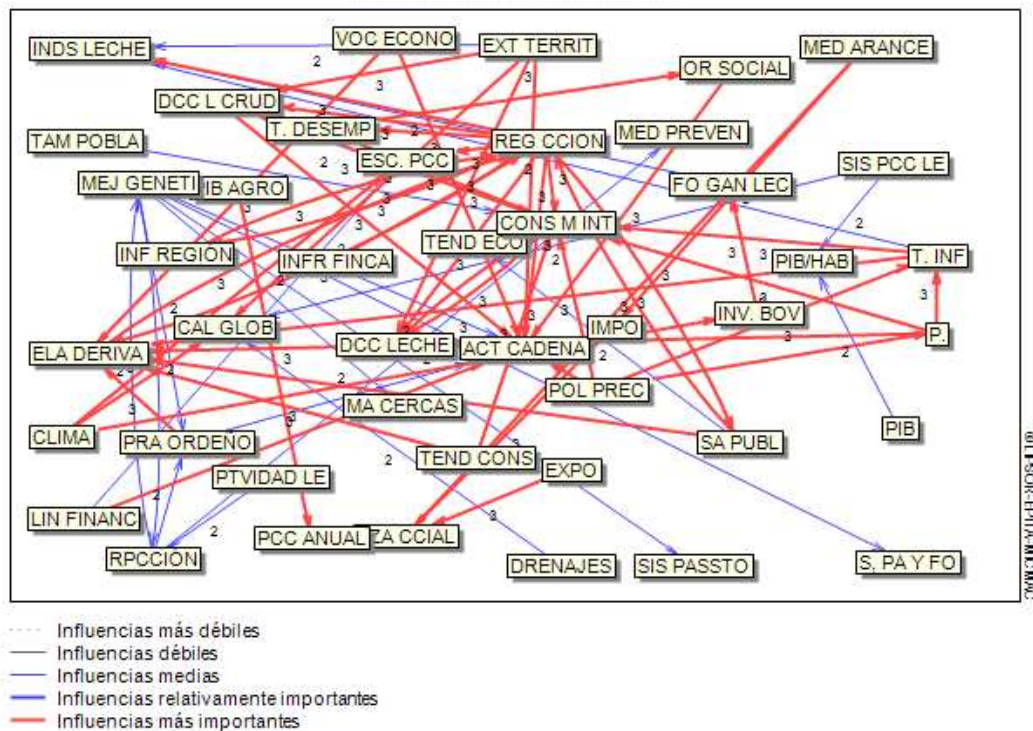 INDS LECHE
VOC ECONO
EXT TERRIT
MED ARANCE
OR SOCIAL
DCC L CRUD
T. DESEMP
REG CCION
MED PREVEN
TAM POBLA
ESC. PCC
SIS PCC LE
MEJ GENETI
IB AGRO
FO GAN LEC
CONS M INT
TEND ECO
INF REGION
INFR FINCA
PIB/HAB
T. INF
CAL GLOB
IMPO
INV. BOV
P.
ELA DERIVA
DCC LECHE
ACT CADENA
POL PREC
MA CERCAS
CLIMA
PRA ORDEÑO
SA PUBL
PIB
TEND CONS
EXPO
PTVIDAD LE
LIN FINANC
PCC ANUAL
ZA CCIAL
RPCCION
DRENAJES
SIS PASSTO
S, PA Y FO
Influencias más débiles
Influencias débiles
Influencias medias
Influencias relativamente importantes
Influencias más importantes